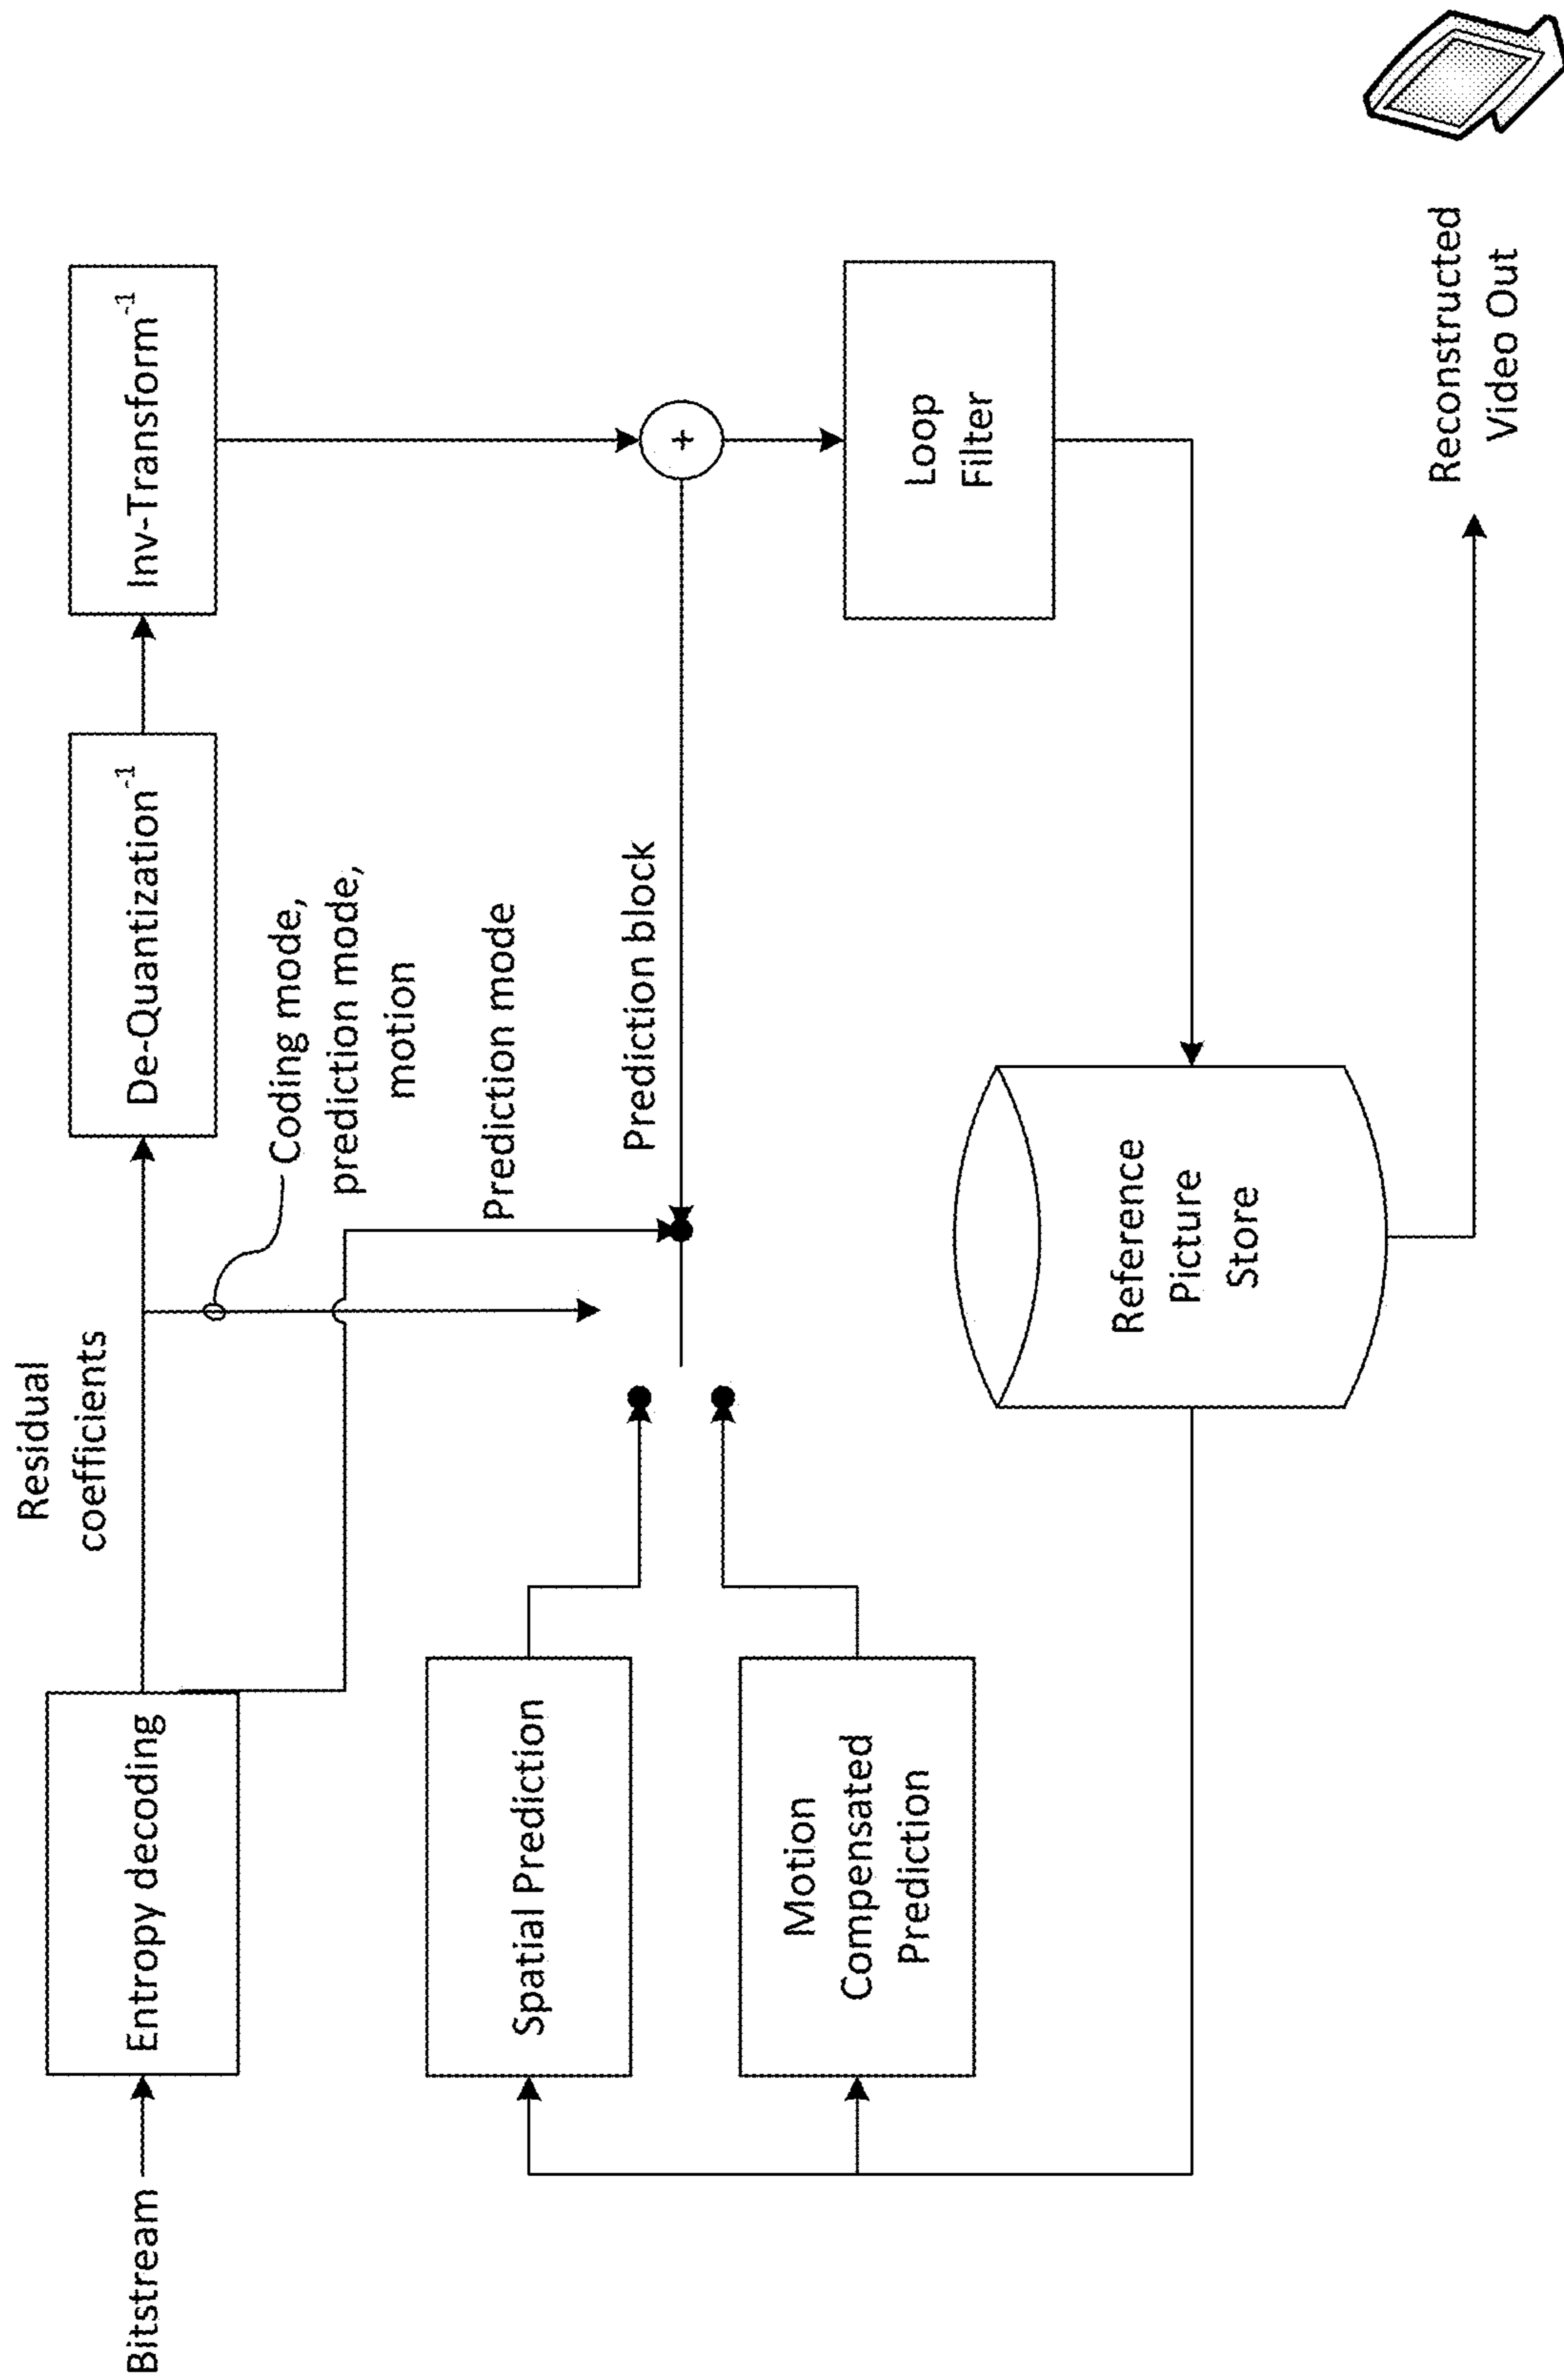 Bitstream
Entropy decoding
Residual
coefficients
De-Quantization⁻¹
Inv-Transform⁻¹
Coding mode,
prediction mode,
motion
Prediction mode
Prediction block
+
Spatial Prediction
Motion
Compensated
Prediction
Loop
Filter
Reference
Picture
Store
Reconstructed
Video Out